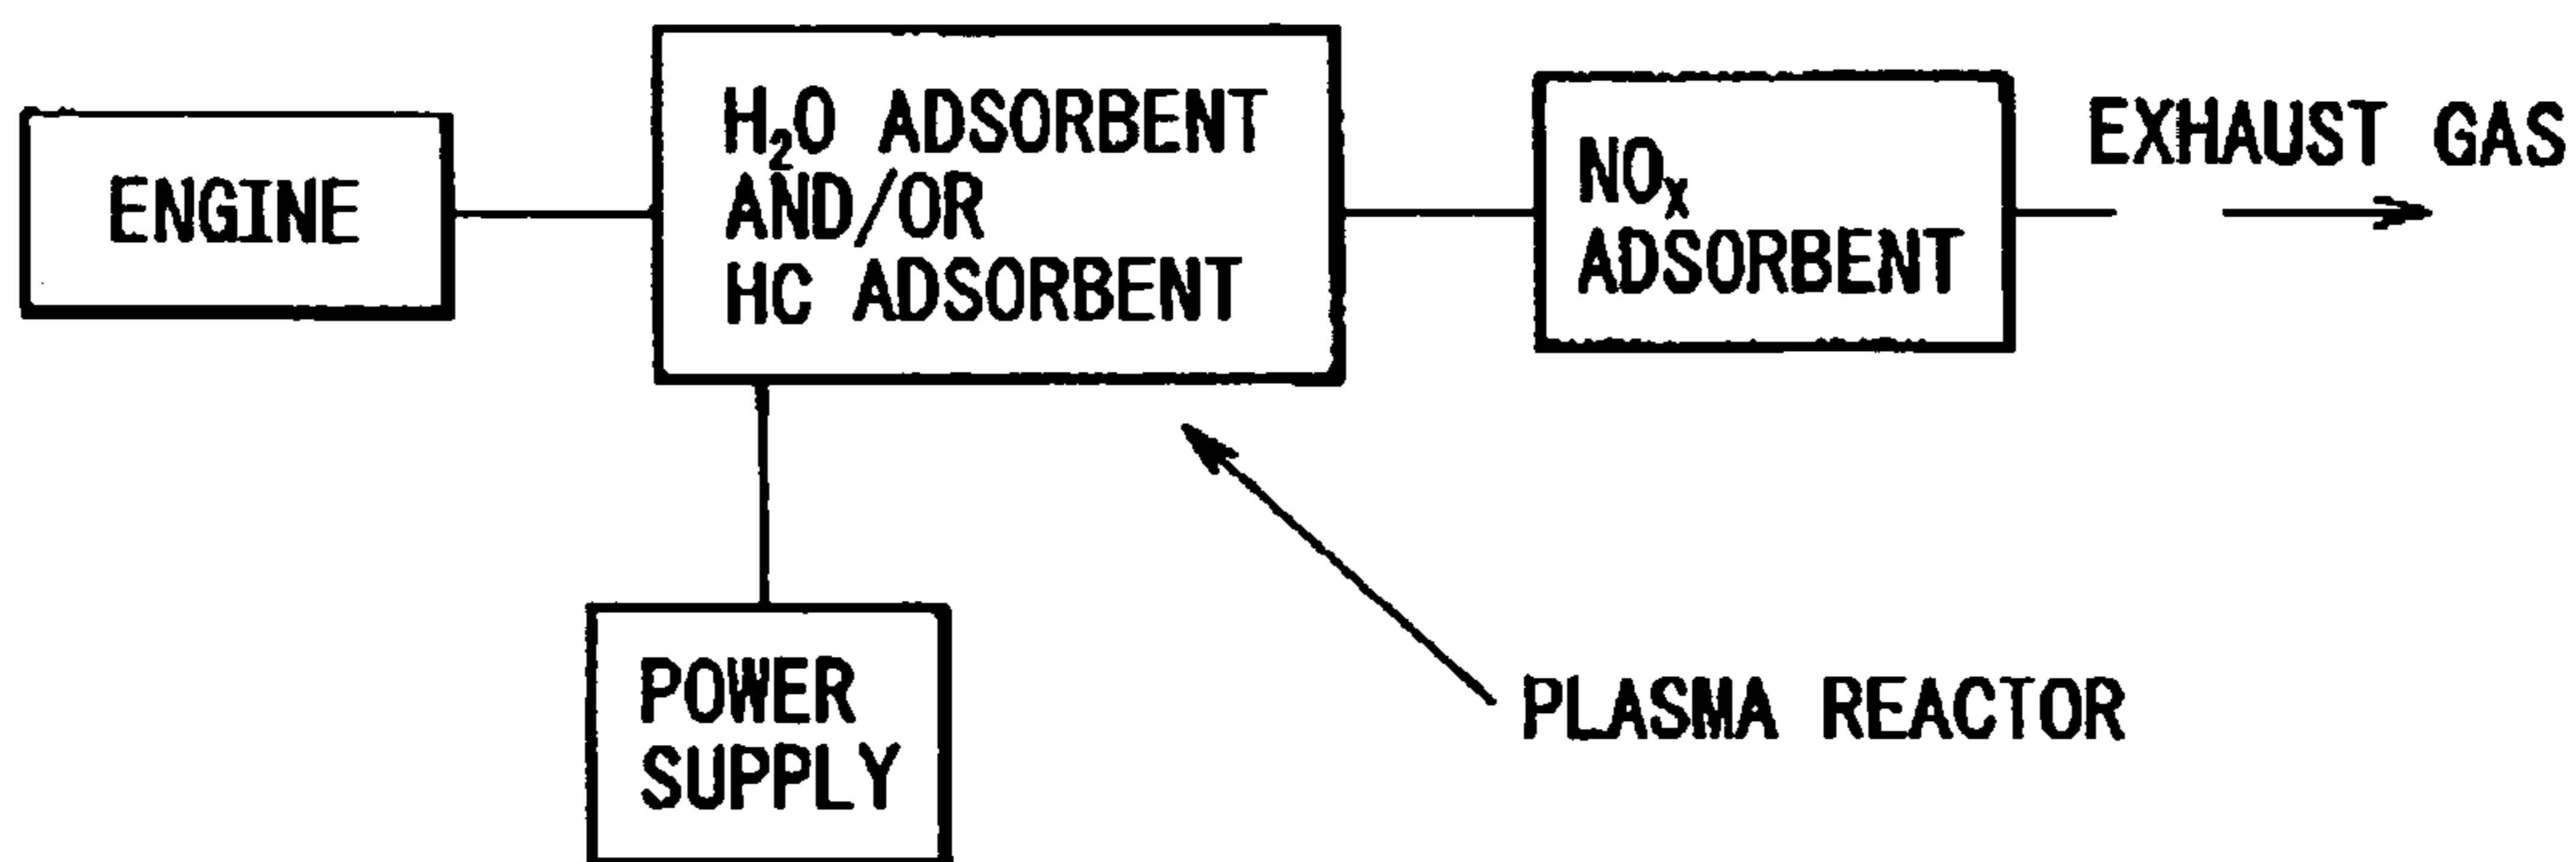 ENGINE
H₂O ADSORBENT
AND/OR
HC ADSORBENT
NOₓ
ADSORBENT
EXHAUST GAS
POWER
SUPPLY
PLASMA REACTOR